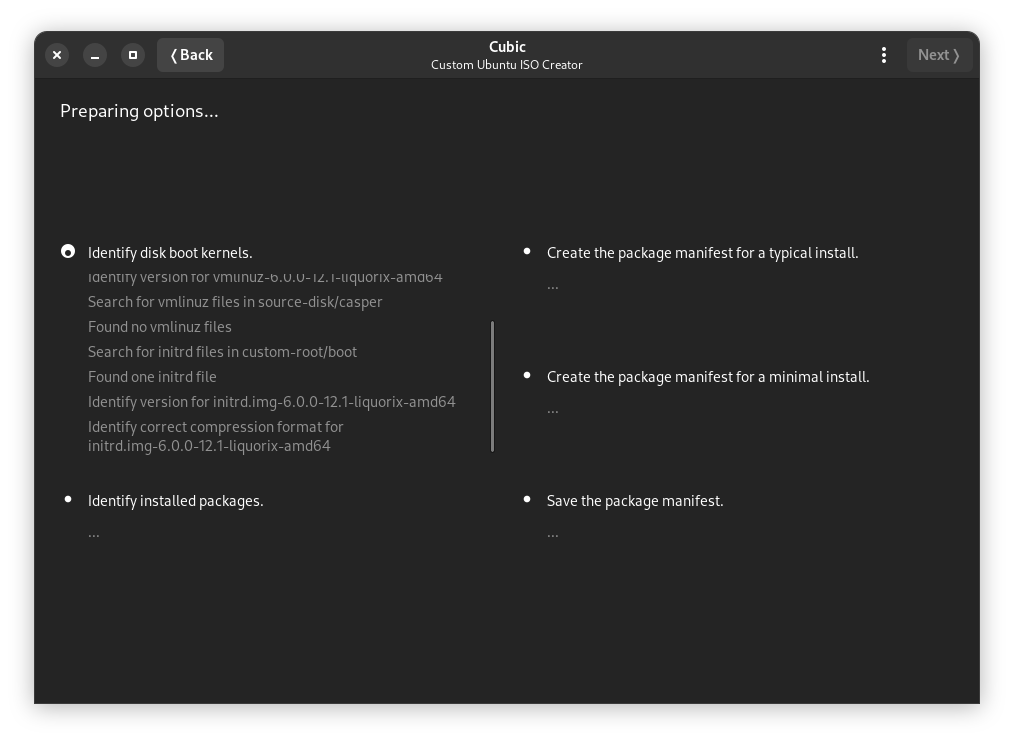 ❬Back
Cubic
Custom Ubuntu ISO Creator
Next❭
Preparing options...
Identify disk boot kernels.
Identify version for vmlinuz-6.0.0-12.1-liquorix-amd64
Search for vmlinuz files in source-disk/casper
Found no vmlinuz files
Search for initrd files in custom-root/boot
Found one initrd file
Identify version for initrd.img-6.0.0-12.1-liquorix-amd64
Identify correct compression format for
initrd.img-6.0.0-12.1-liquorix-amd64
Identify installed packages.
...
Create the package manifest for a typical install.
...
Create the package manifest for a minimal install.
...
Save the package manifest.
...